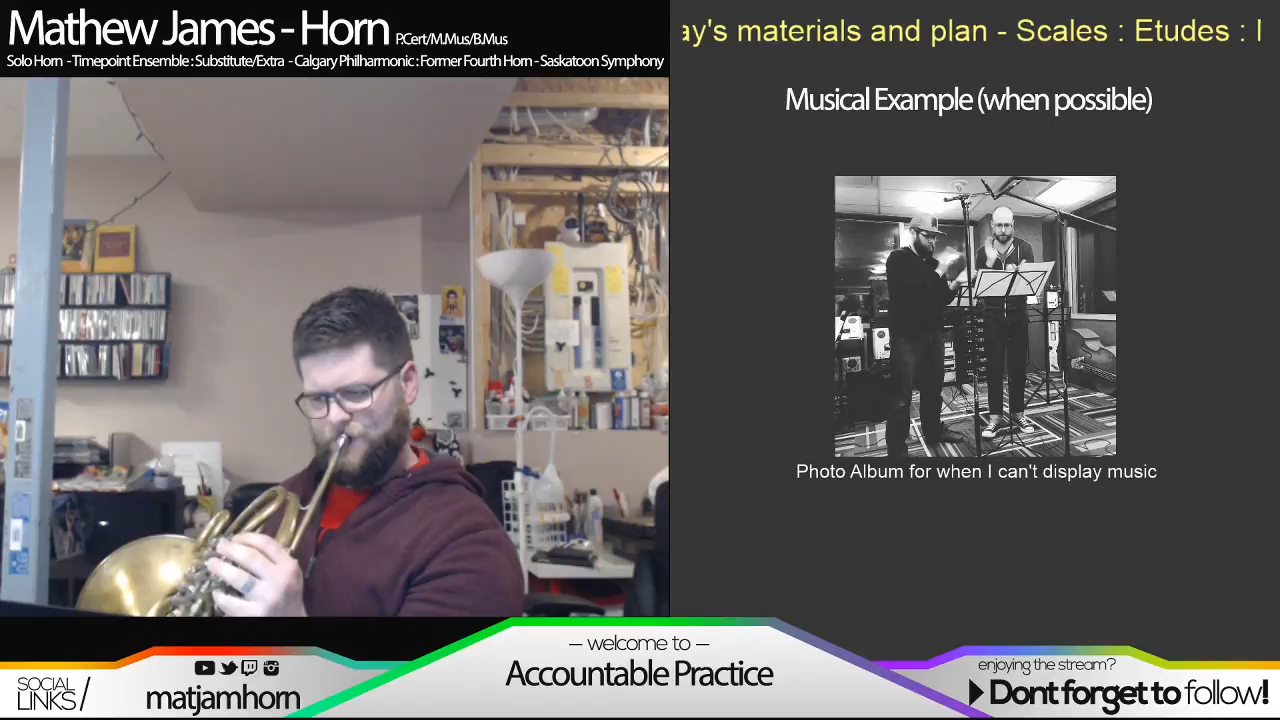 Mathew James - Horn P.Cert/M.Mus/B.Mus
Solo Horn - Timepoint Ensemble : Substitute/Extra - Calgary Philharmonic : Former Fourth Horn - Saskatoon Symphony
ay's materials and plan - Scales : Etudes : I
Musical Example (when possible)
Photo Album for when I can't display music
SOCIAL
LINKS /
matjamhorn
– welcome to –
Accountable Practice
enjoying the stream?
Dont forget to follow!